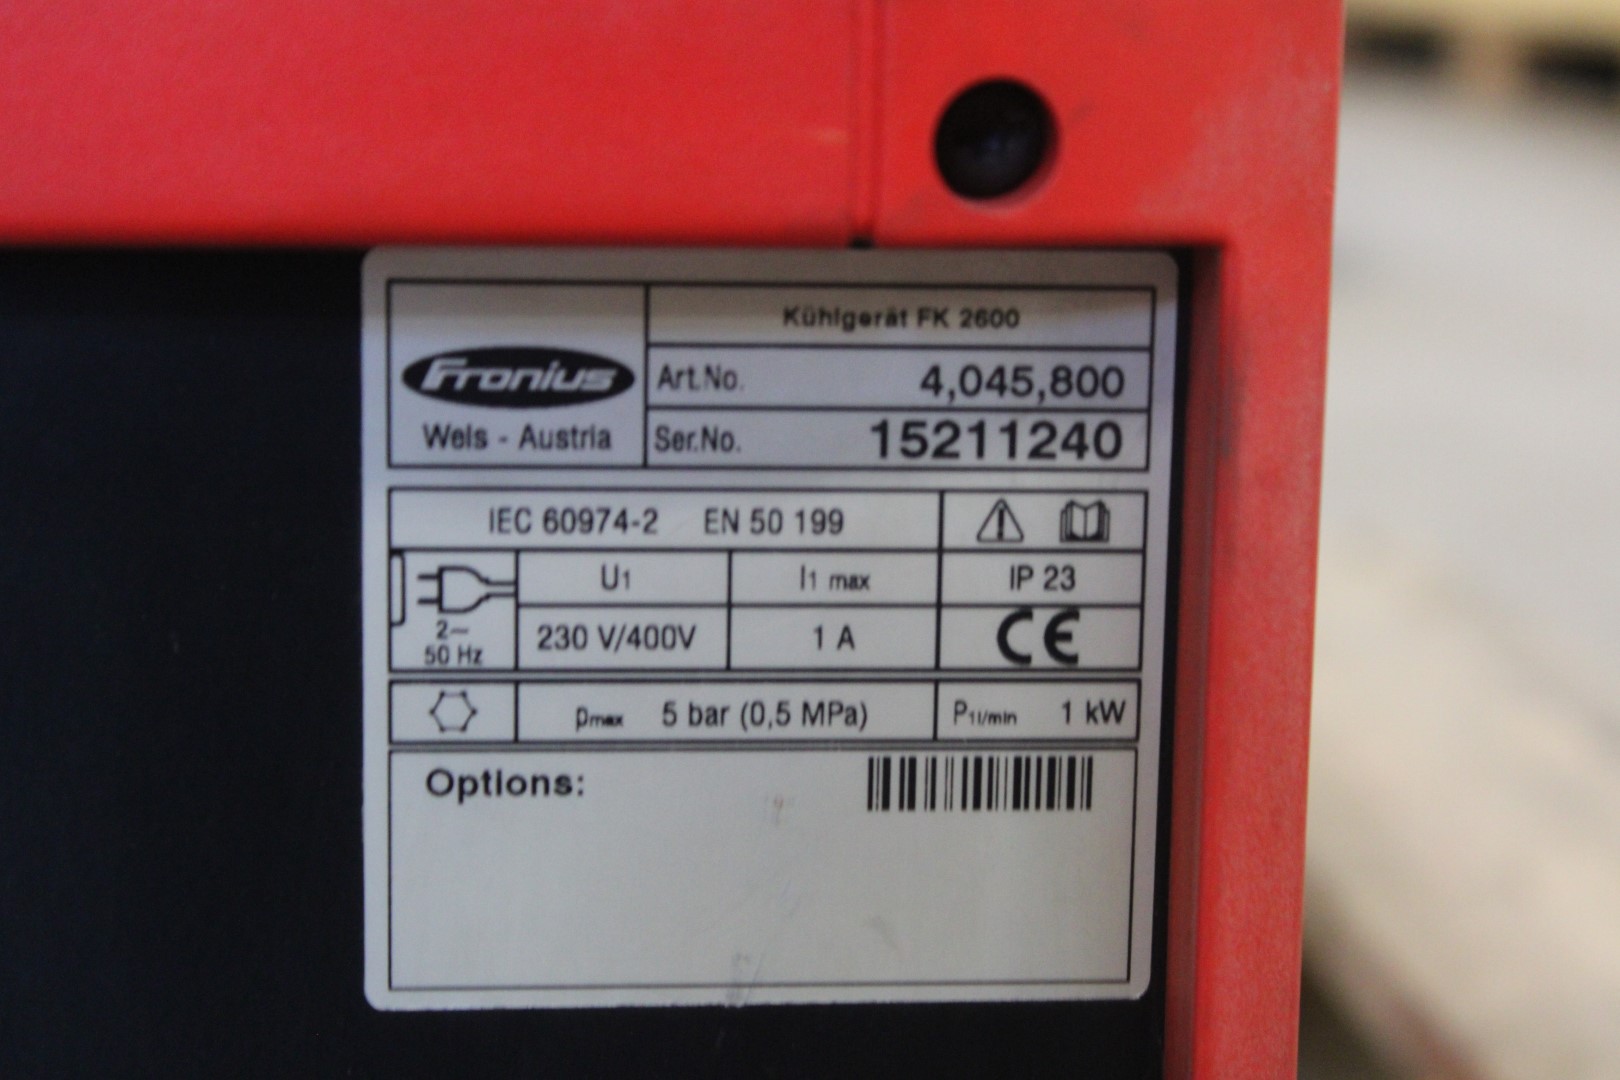 Kühlgerät FK 2600
Fronius
Wels - Austria
Art.No. 4,045,800
Ser.No. 15211240
IEC 60974-2 EN 50 199
U1 I1 max IP 23
2~
50 Hz
230 V/400V 1 A CE
pmax 5 bar (0,5 MPa) P1l/min 1 kW
Options: